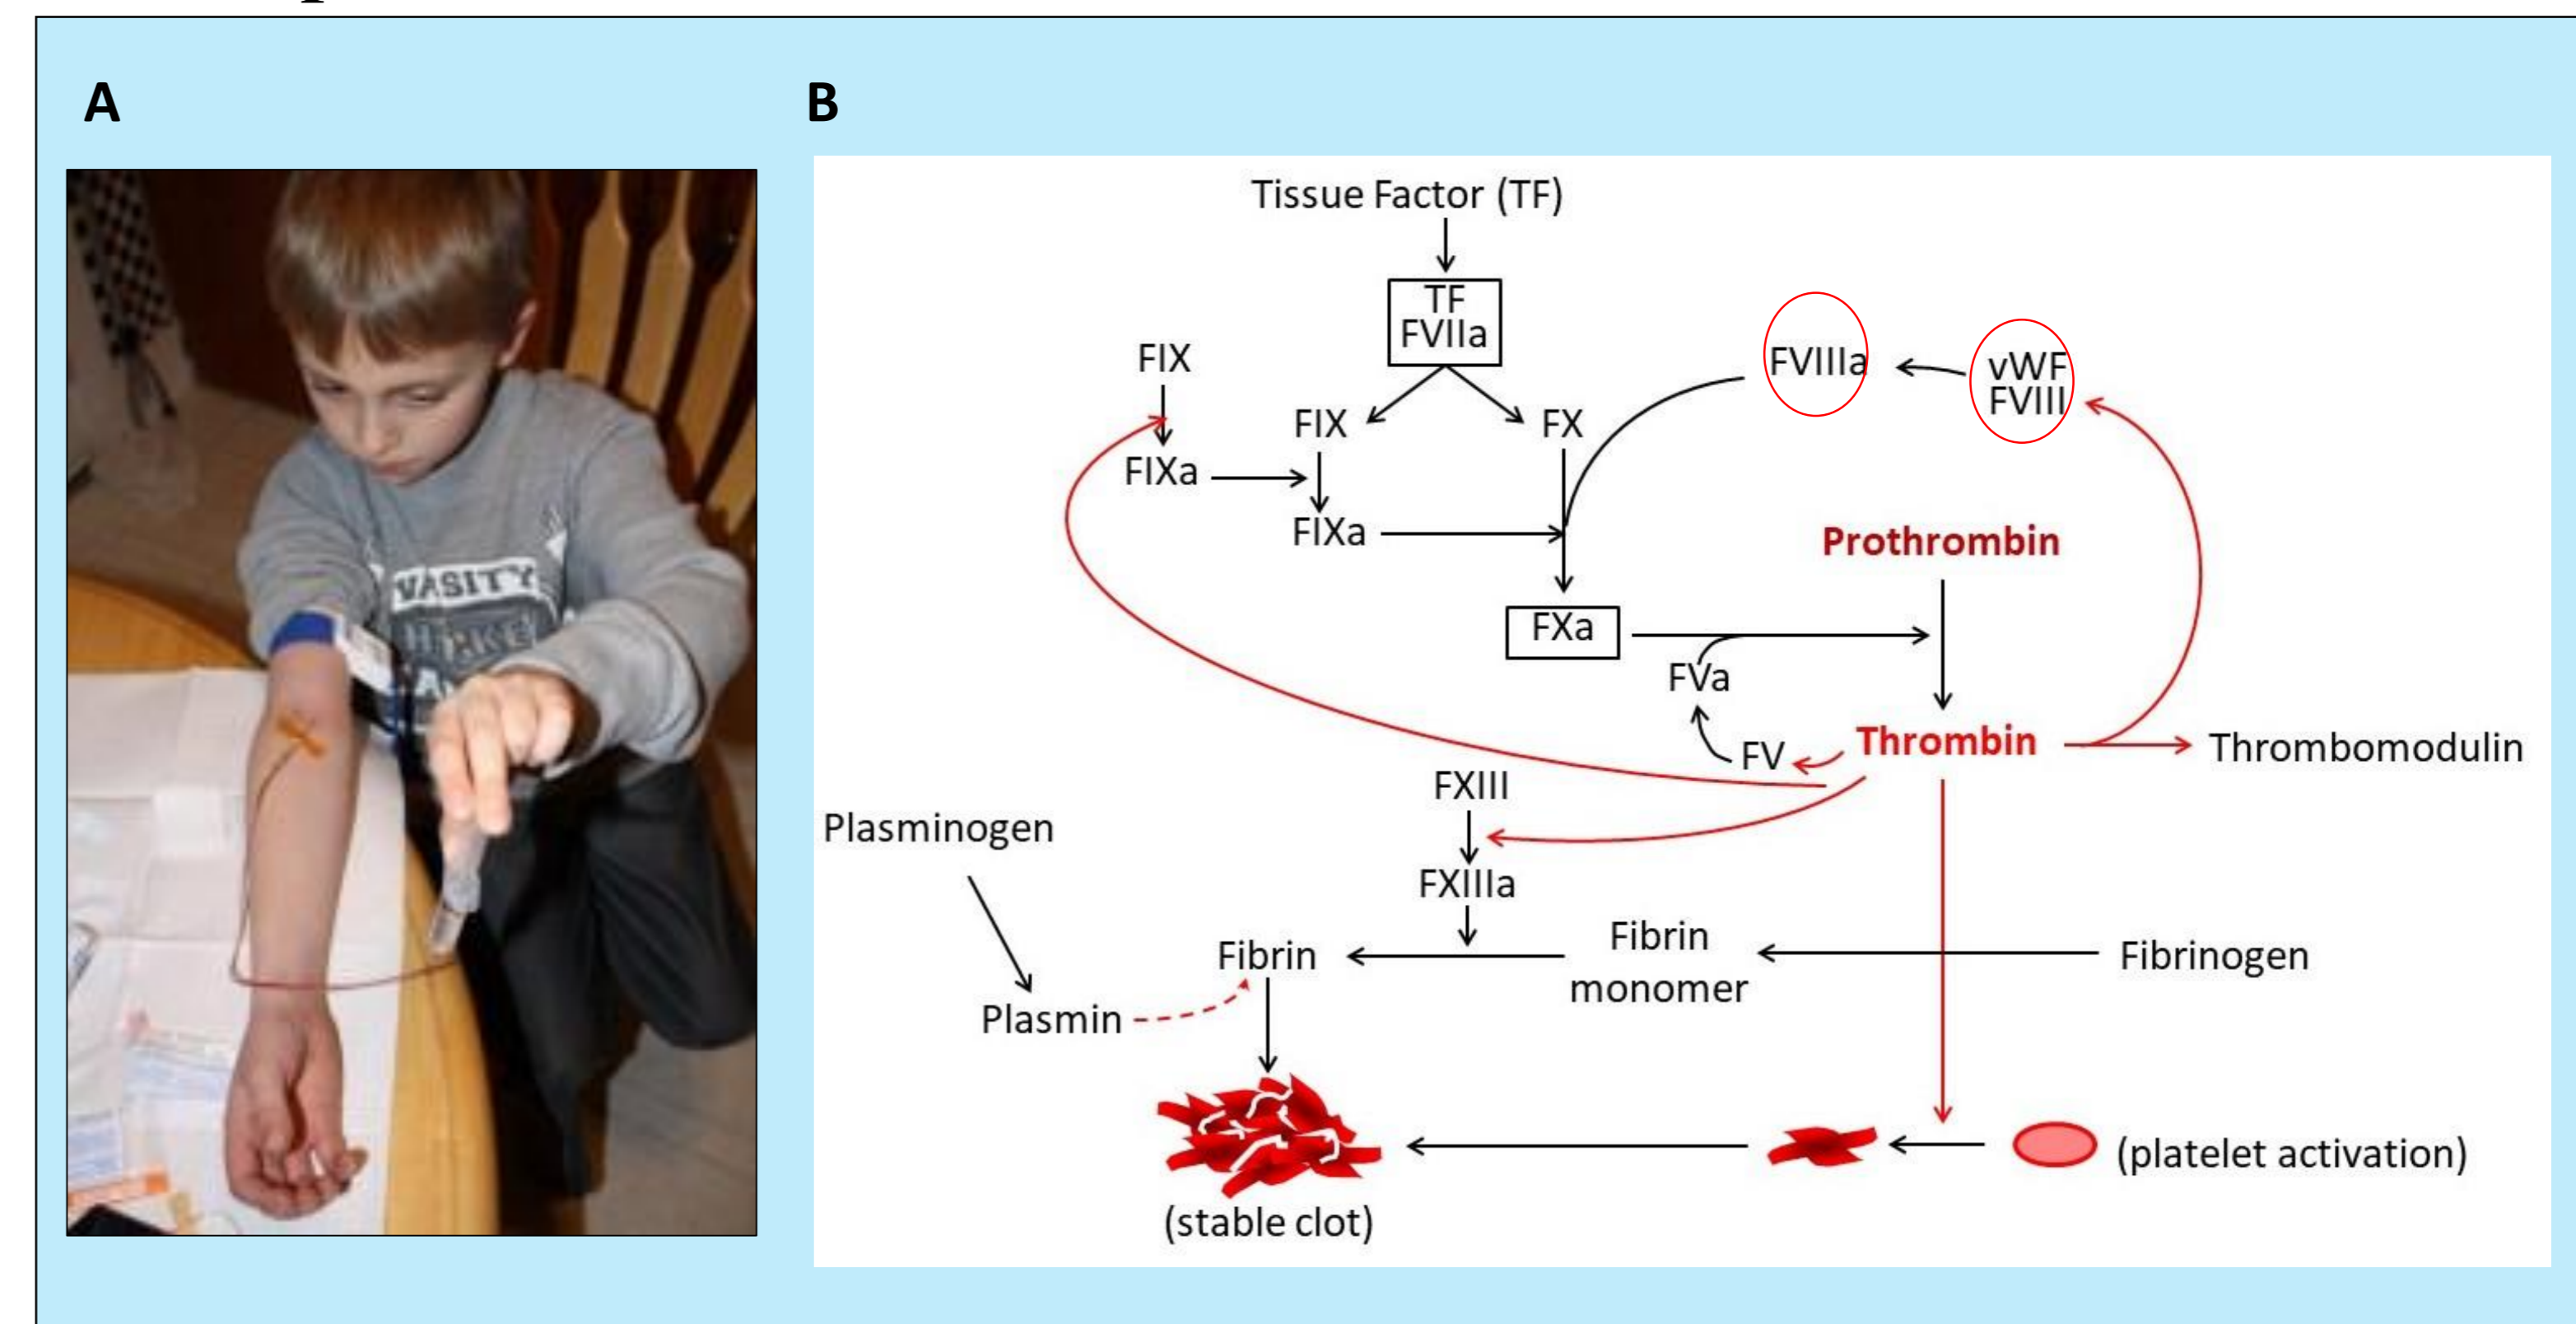 A
B
VASITY
Tissue Factor (TF)
TF
FVIIa
FIX
FIXa
FIX
FX
FIXa
FVIIIa
vWF
FVIII
Prothrombin
FXa
FVa
FV
Thrombin
Thrombomodulin
FXIII
FXIIIa
Plasminogen
Plasmin
Fibrin
Fibrin
monomer
Fibrinogen
(platelet activation)
(stable clot)